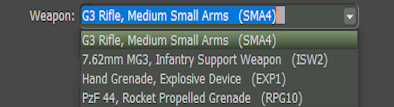 Weapon: G3 Rifle, Medium Small Arms (SMA4)
G3 Rifle, Medium Small Arms (SMA4)
7.62mm MG3, Infantry Support Weapon (ISW2)
Hand Grenade, Explosive Device (EXP1)
PzF 44, Rocket Propelled Grenade (RPG10)